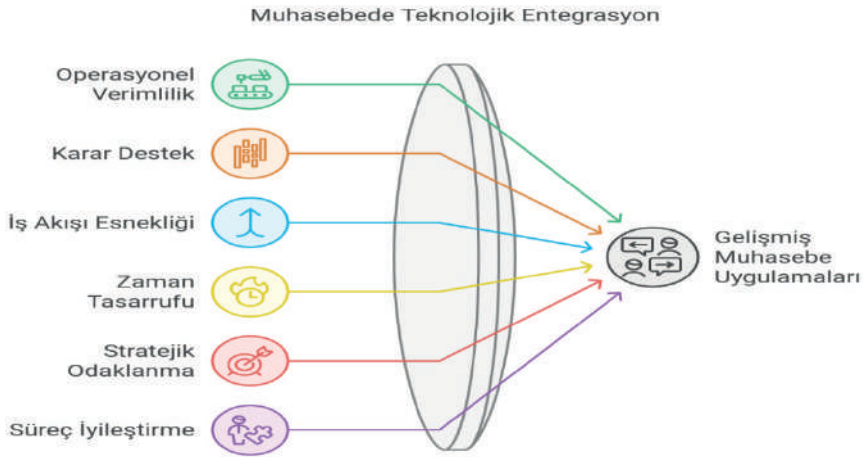 Muhasebede Teknolojik Entegrasyon
Operasyonel
Verimlilik
Karar Destek
İş Akışı Esnekliği
Zaman
Tasarrufu
Stratejik
Odaklanma
Süreç İyileştirme
Gelişmiş
Muhasebe
Uygulamaları